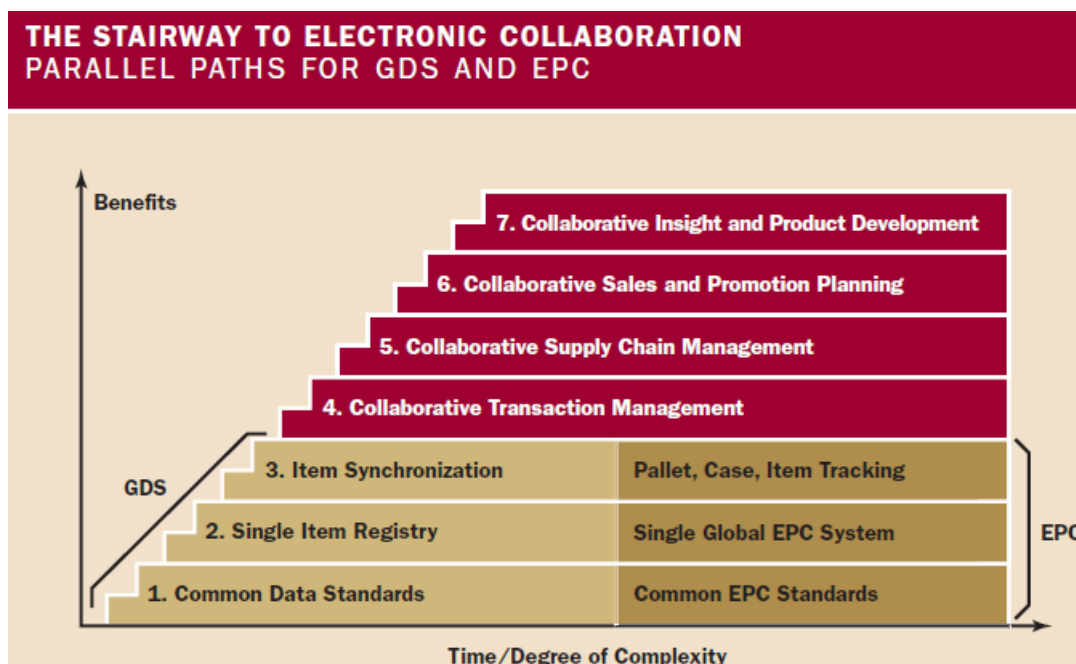 THE STAIRWAY TO ELECTRONIC COLLABORATION
PARALLEL PATHS FOR GDS AND EPC
Benefits
7. Collaborative Insight and Product Development
6. Collaborative Sales and Promotion Planning
5. Collaborative Supply Chain Management
4. Collaborative Transaction Management
GDS
3. Item Synchronization
Pallet, Case, Item Tracking
2. Single Item Registry
Single Global EPC System
EPC
1. Common Data Standards
Common EPC Standards
Time/Degree of Complexity